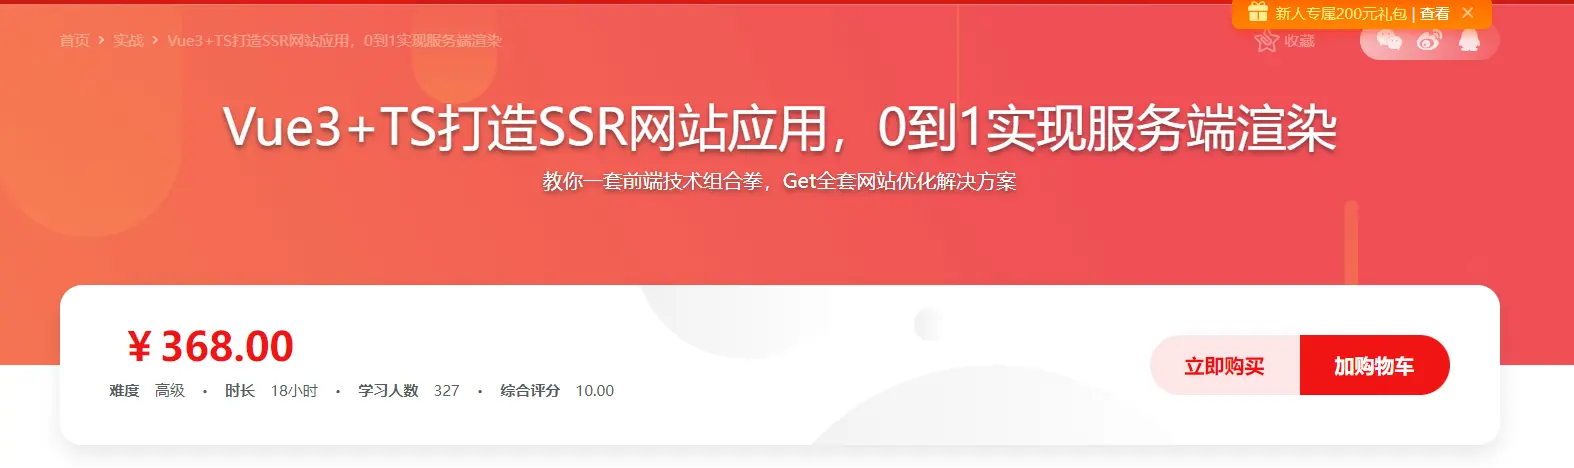 新人专属200元礼包 | 查看 ×
首页 > 实战 > Vue3+TS打造SSR网站应用，0到1实现服务端渲染
收藏
Vue3+TS打造SSR网站应用，0到1实现服务端渲染
教你一套前端技术组合拳，Get全套网站优化解决方案
¥ 368.00
难度 高级 · 时长 18小时 · 学习人数 327 · 综合评分 10.00
立即购买 加购物车